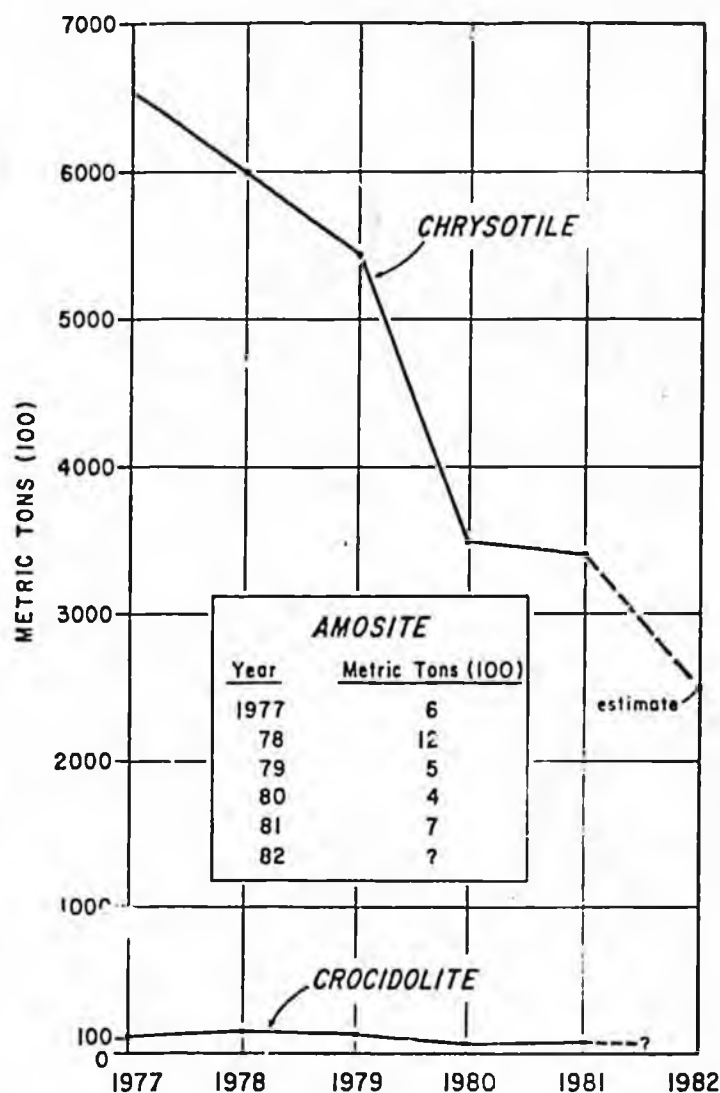 7000
6000
5000
4000
3000
2000
100
0
METRIC TONS (100)
CHRYSOTILE
estimate
AMOSITE
Year Metric Tons (100)
1977 6
78 12
79 5
80 4
81 7
82 ?
CROCIDOLITE
?
1977 1978 1979 1980 1981 1982